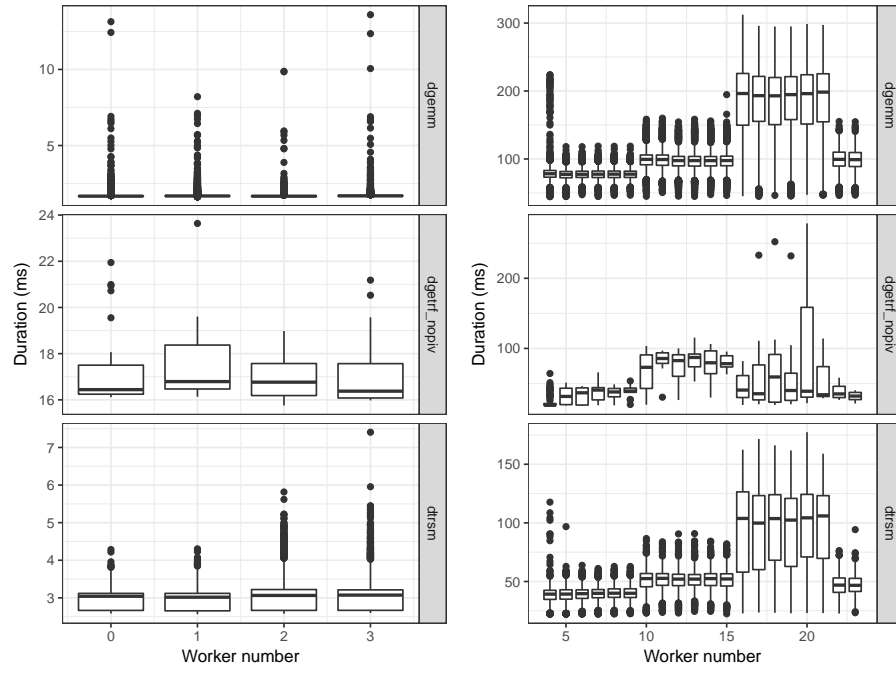 10
5
dgemm
24
22
20
18
16
dgetrf_nopiv
7
6
5
4
3
dtrsm
0 1 2 3
Worker number
Duration (ms)
300
200
100
dgemm
200
100
dgetrf_nopiv
150
100
50
dtrsm
5 10 15 20
Worker number
Duration (ms)